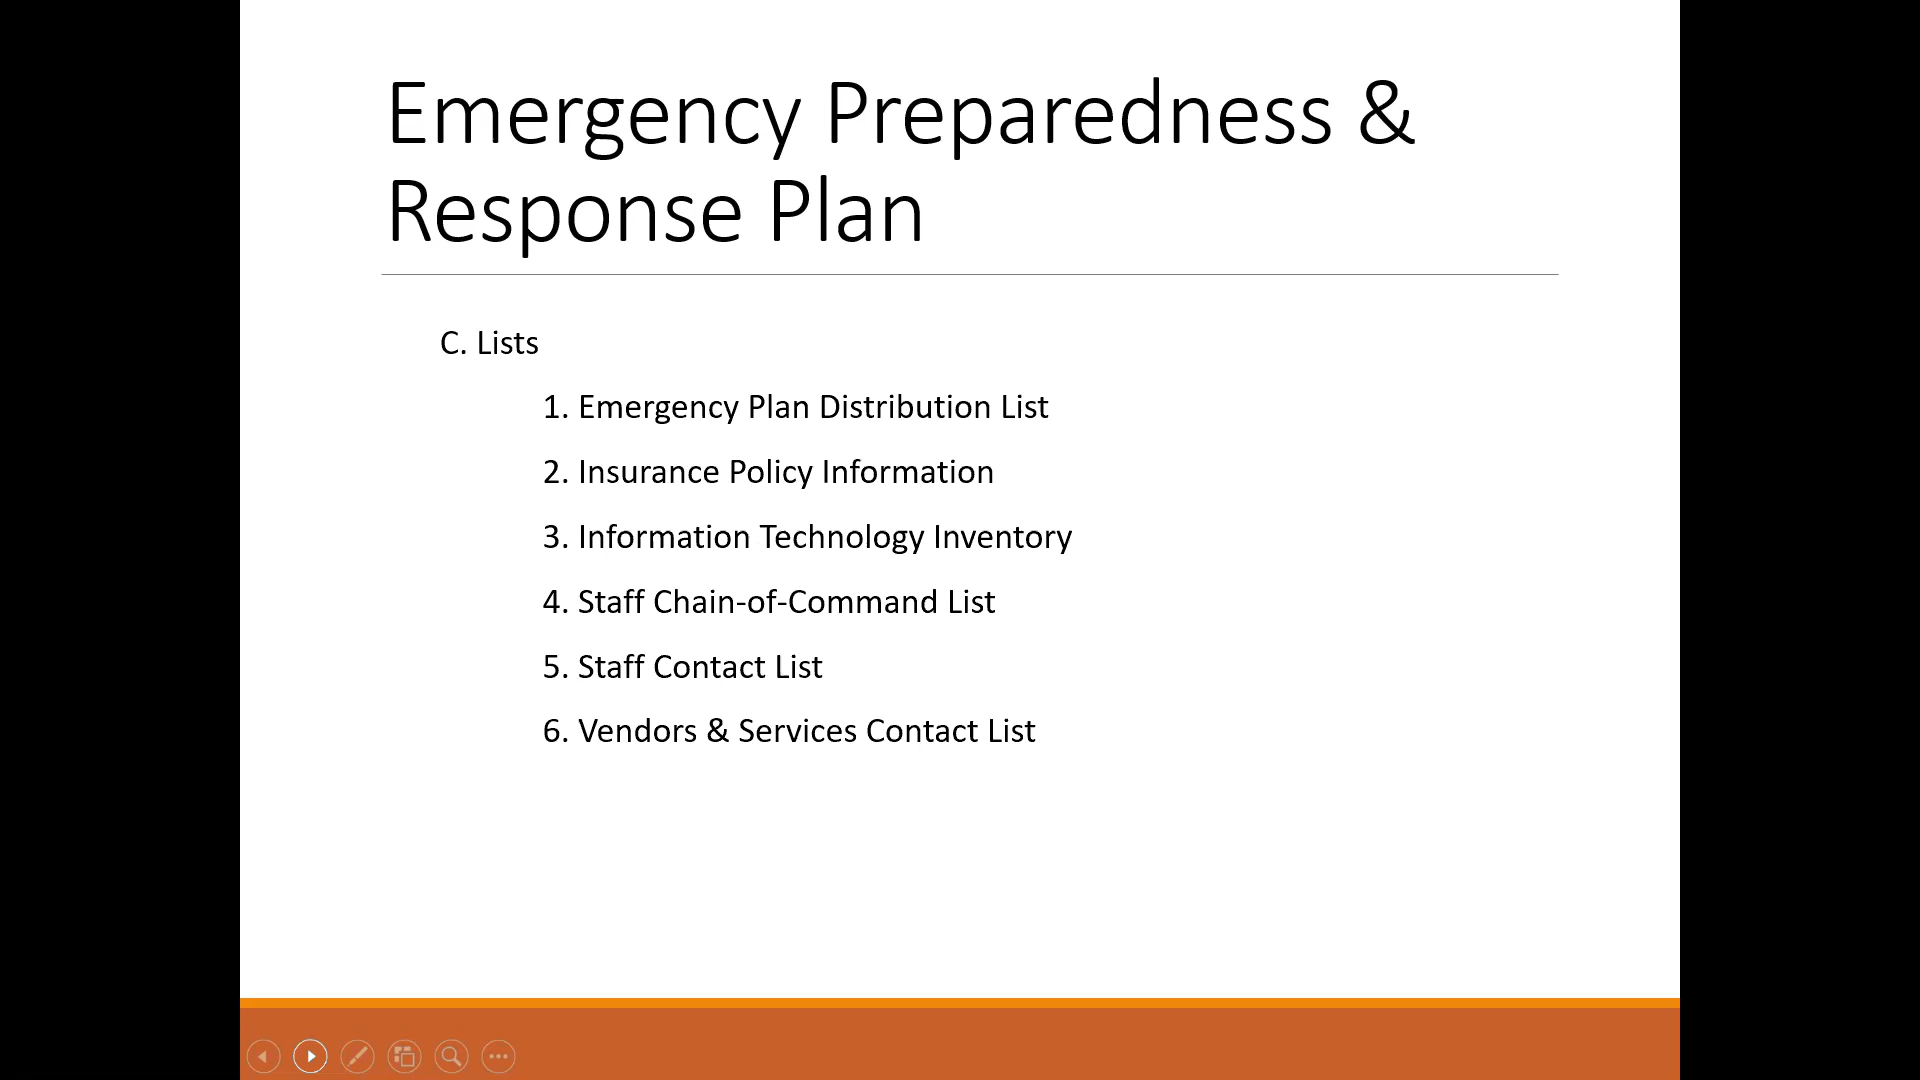 Emergency Preparedness &
Response Plan
C. Lists
1. Emergency Plan Distribution List
2. Insurance Policy Information
3. Information Technology Inventory
4. Staff Chain-of-Command List
5. Staff Contact List
6. Vendors & Services Contact List